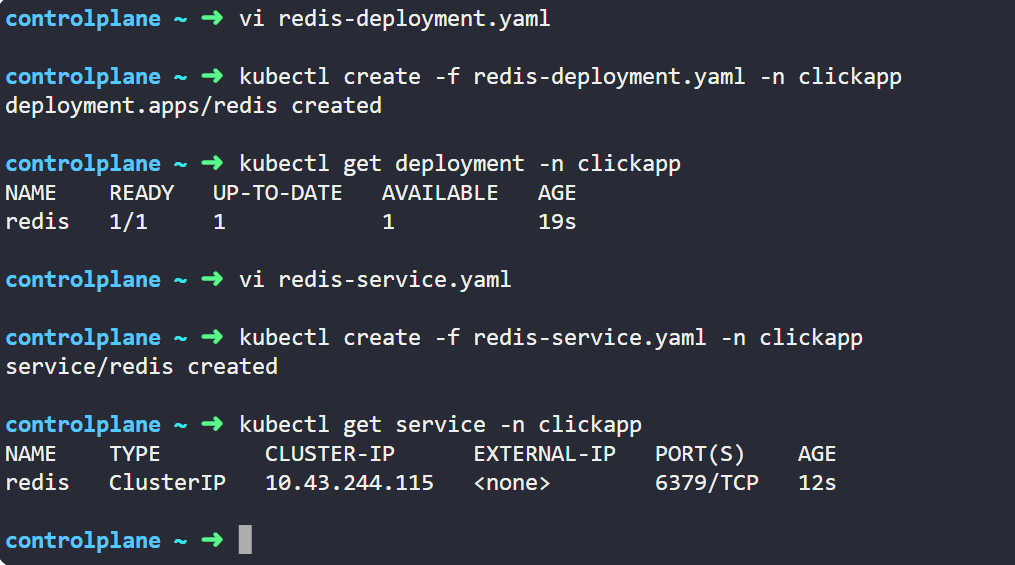 controlplane ~ ➜ vi redis-deployment.yaml
controlplane ~ ➜ kubectl create -f redis-deployment.yaml -n clickapp
deployment.apps/redis created
controlplane ~ ➜ kubectl get deployment -n clickapp
NAME READY UP-TO-DATE AVAILABLE AGE
redis 1/1 1 1 19s
controlplane ~ ➜ vi redis-service.yaml
controlplane ~ ➜ kubectl create -f redis-service.yaml -n clickapp
service/redis created
controlplane ~ ➜ kubectl get service -n clickapp
NAME TYPE CLUSTER-IP EXTERNAL-IP PORT(S) AGE
redis ClusterIP 10.43.244.115 <none> 6379/TCP 12s
controlplane ~ ➜